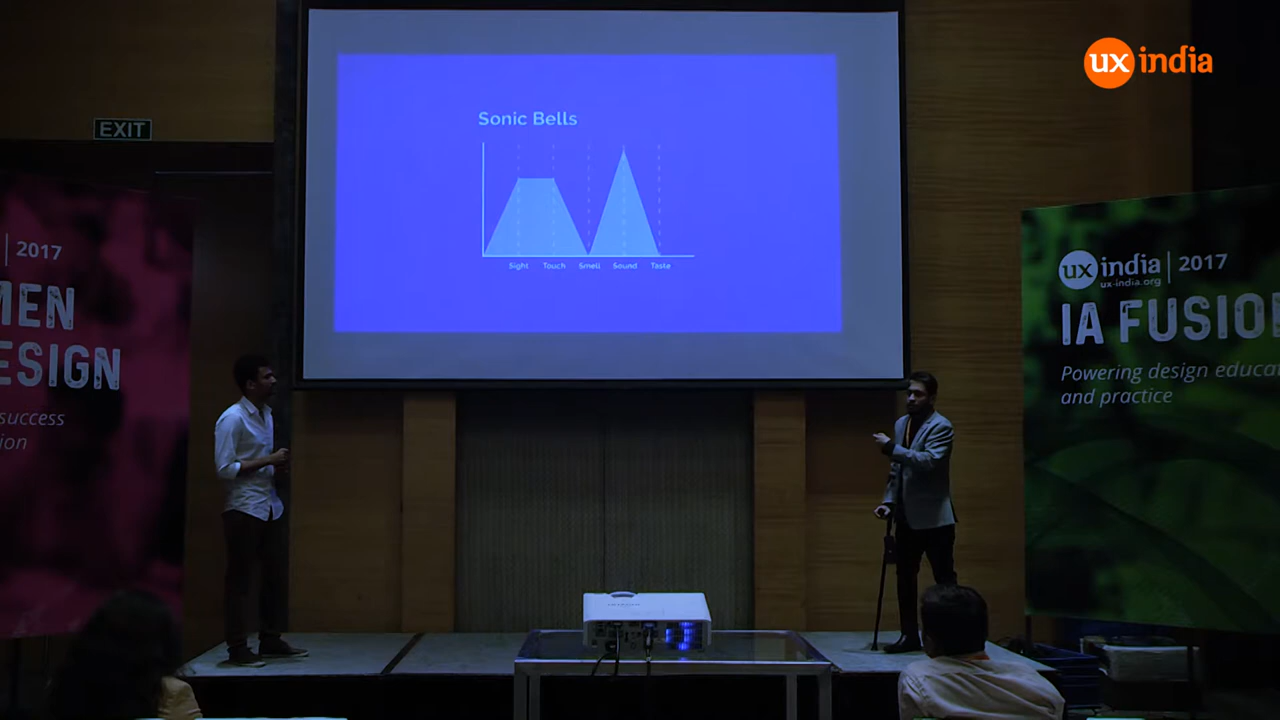 ux india
EXIT
Sonic Bells
Sight Touch Smell Sound Taste
2017
MEN
ESIGN
success
ion
ux india 2017
ux-india.org
IA FUSIO
Powering design educa
and practice